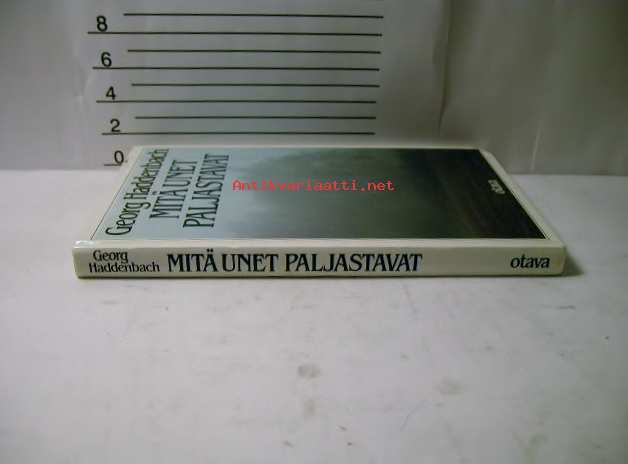 8
6
4
2
0
Georg Haddenbach
MITÄ UNET
PALJASTAVAT
otava
Antikvariaatti.net
Georg
Haddenbach
MITÄ UNET PALJASTAVAT
otava